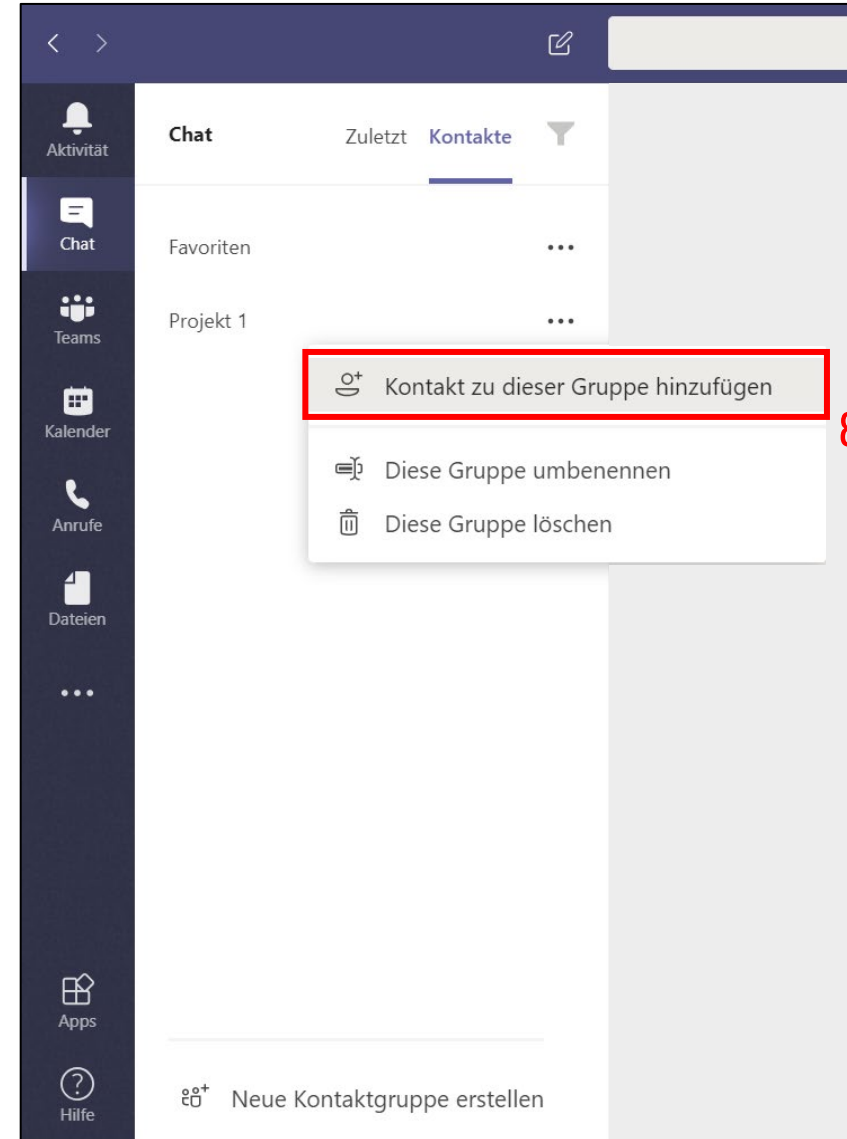 Aktivität
Chat
Teams
Kalender
Anrufe
Dateien
Apps
Hilfe
Chat Zuletzt Kontakte
Favoriten
Projekt 1
Kontakt zu dieser Gruppe hinzufügen
Diese Gruppe umbenennen
Diese Gruppe löschen
Neue Kontaktgruppe erstellen